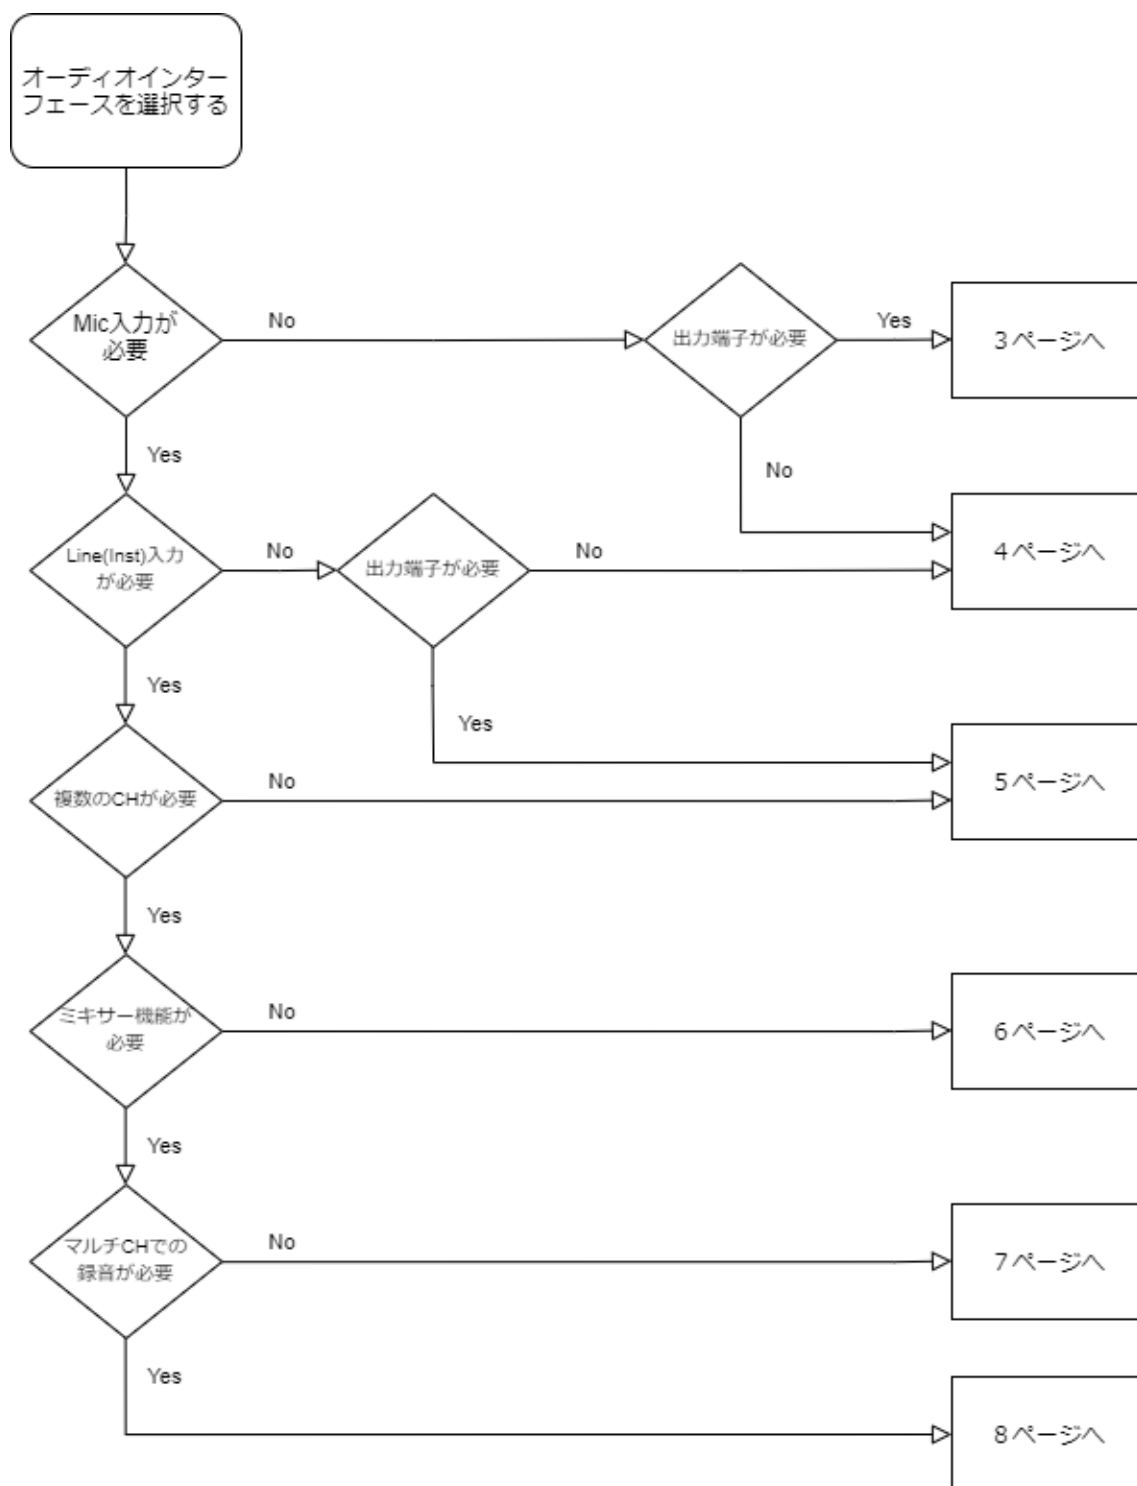 オーディオインター
フェースを選択する
Mic入力が
必要
No
出力端子が必要
Yes
３ページへ
Yes
No
Line(Inst)入力
が必要
No
出力端子が必要
No
４ページへ
Yes
Yes
複数のCHが必要
No
５ページへ
Yes
ミキサー機能が
必要
No
６ページへ
Yes
マルチCHでの
録音が必要
No
７ページへ
Yes
８ページへ